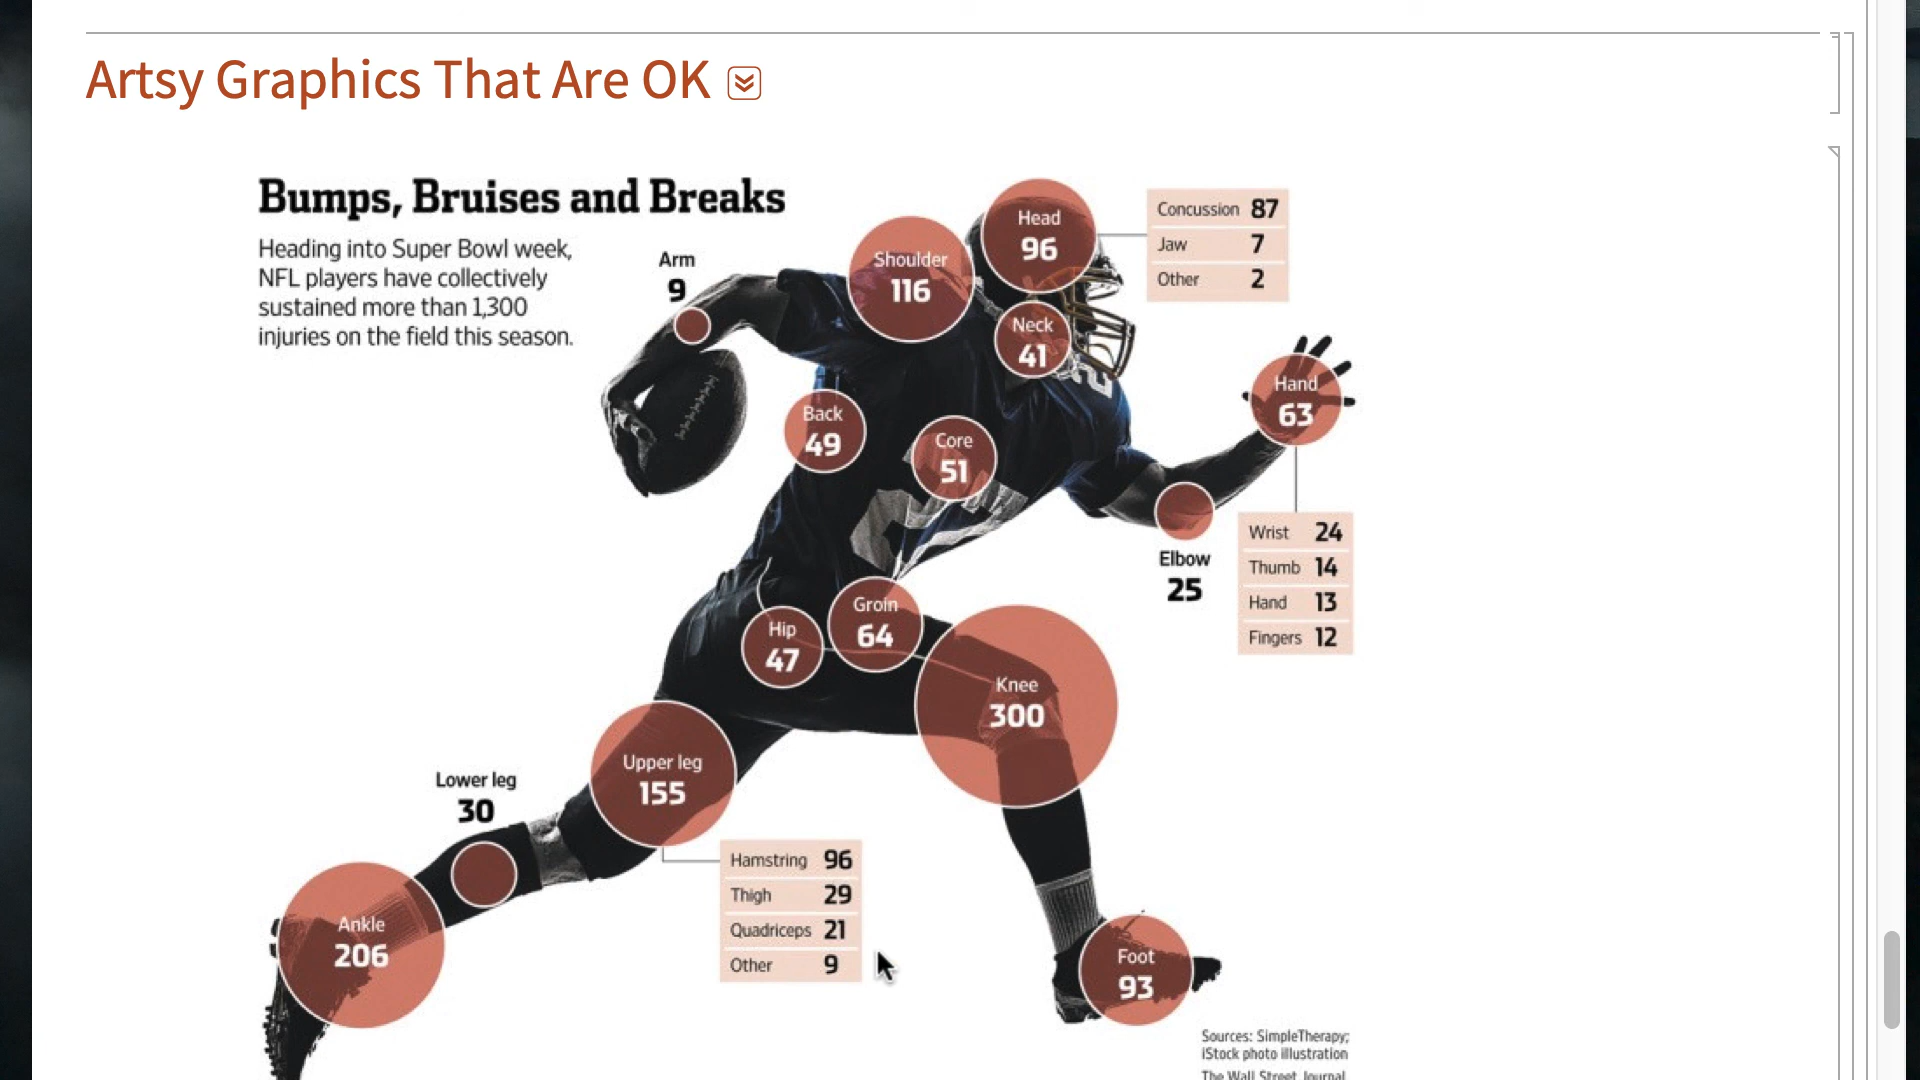 Artsy Graphics That Are OK
Bumps, Bruises and Breaks
Heading into Super Bowl week,
NFL players have collectively
sustained more than 1,300
injuries on the field this season.
Arm
9
Shoulder
116
Head
96
Concussion 87
Jaw 7
Other 2
Neck
41
Hand
63
Back
49
Core
51
Elbow
25
Wrist 24
Thumb 14
Hand 13
Fingers 12
Groin
64
Hip
47
Knee
300
Upper leg
155
Lower leg
30
Hamstring 96
Thigh 29
Quadriceps 21
Other 9
Ankle
206
Foot
93
Sources: SimpleTherapy;
iStock photo illustration
The Wall Street Journal